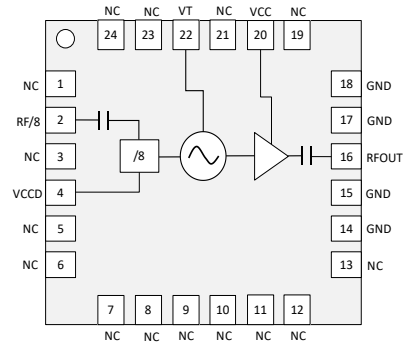 NC NC VT NC VCC NC
24 23 22 21 20 19
NC 1
18 GND
RF/8 2
17 GND
NC 3
/8
16 RFOUT
VCCD 4
15 GND
NC 5
14 GND
NC 6
13 NC
7 8 9 10 11 12
NC NC NC NC NC NC